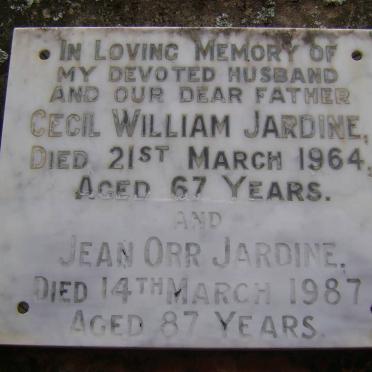 In Loving Memory of
my devoted husband
and our dear father
Cecil William Jardine,
Died 21st March 1964,
Aged 67 Years.
and
Jean Orr Jardine,
Died 14th March 1987
Aged 87 Years.